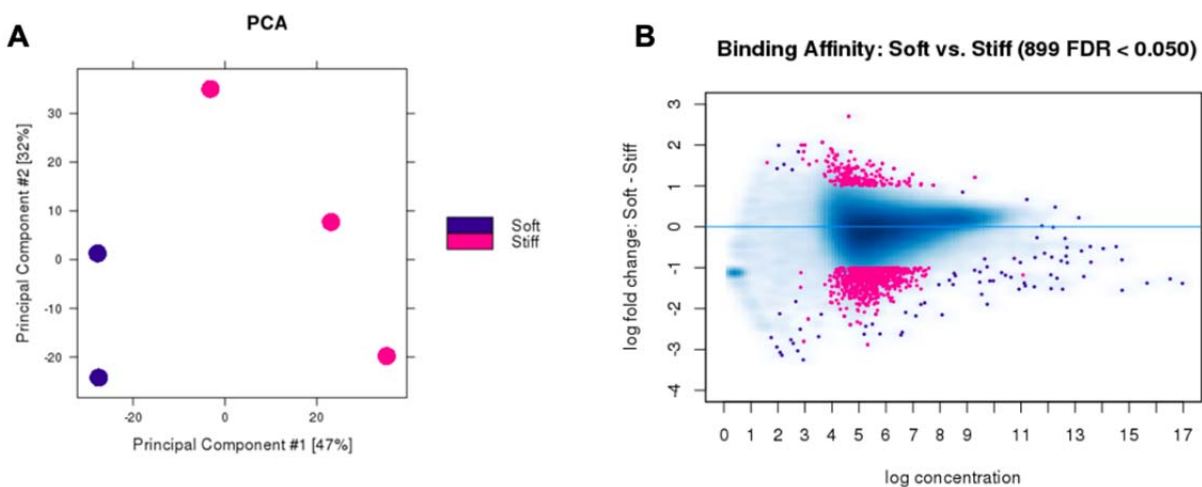 A
PCA
Principal Component #2 [32%]
30
20
10
0
-10
-20
-20 0 20
Principal Component #1 [47%]
Soft
Stiff
B
Binding Affinity: Soft vs. Stiff (899 FDR < 0.050)
log fold change: Soft - Stiff
3
2
1
0
-1
-2
-3
-4
0 1 2 3 4 5 6 7 8 9 11 13 15 17
log concentration